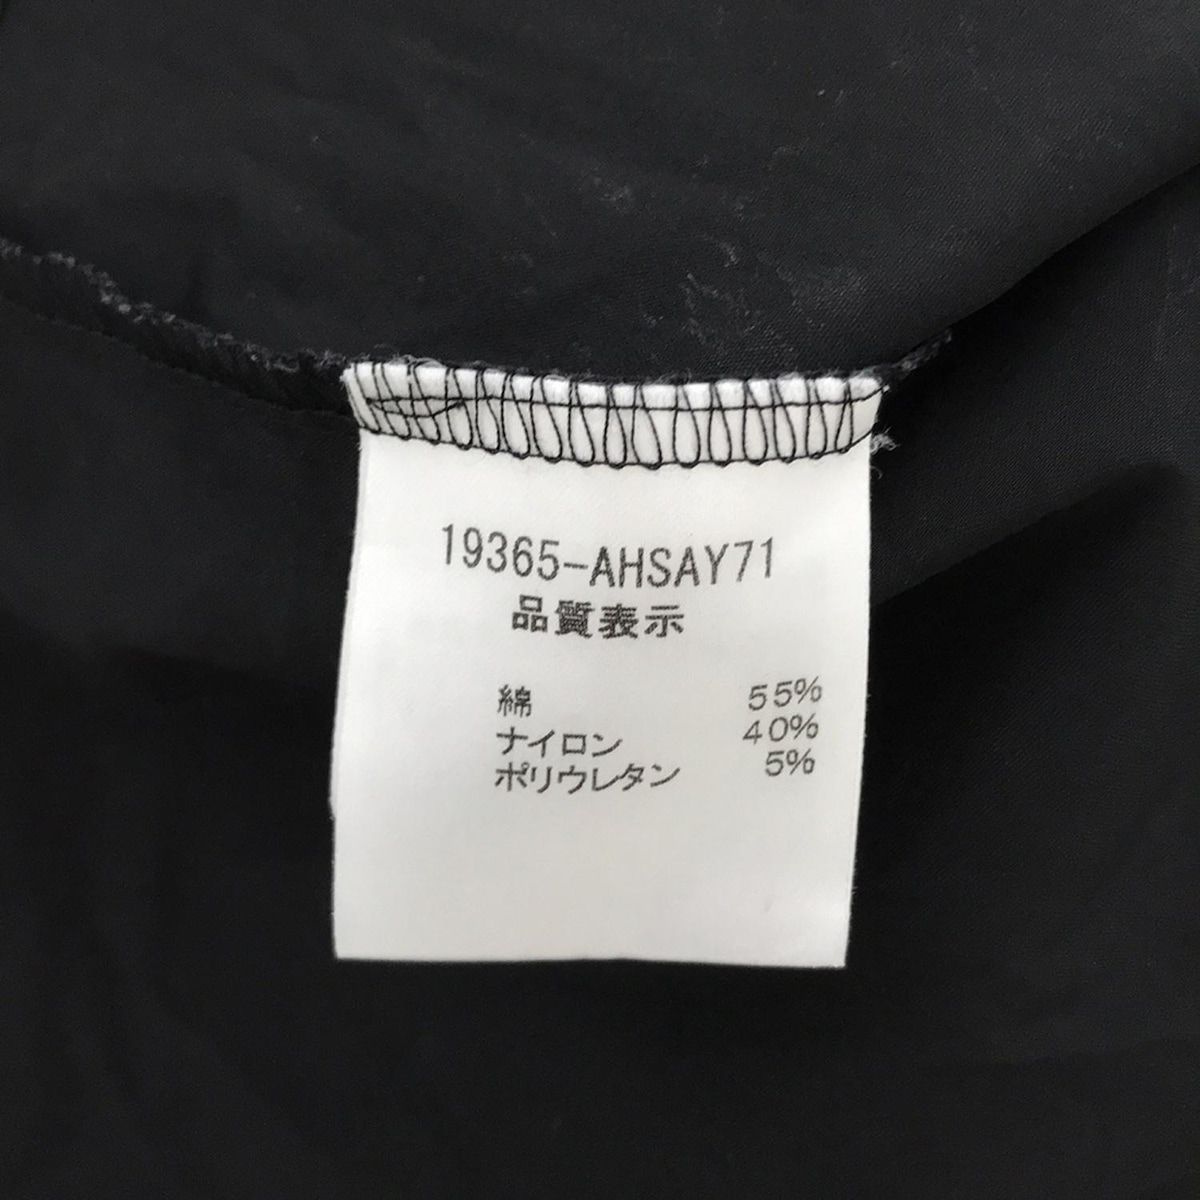 19365-AHSAY71
品質表示
綿 55%
ナイロン 40%
ポリウレタン 5%